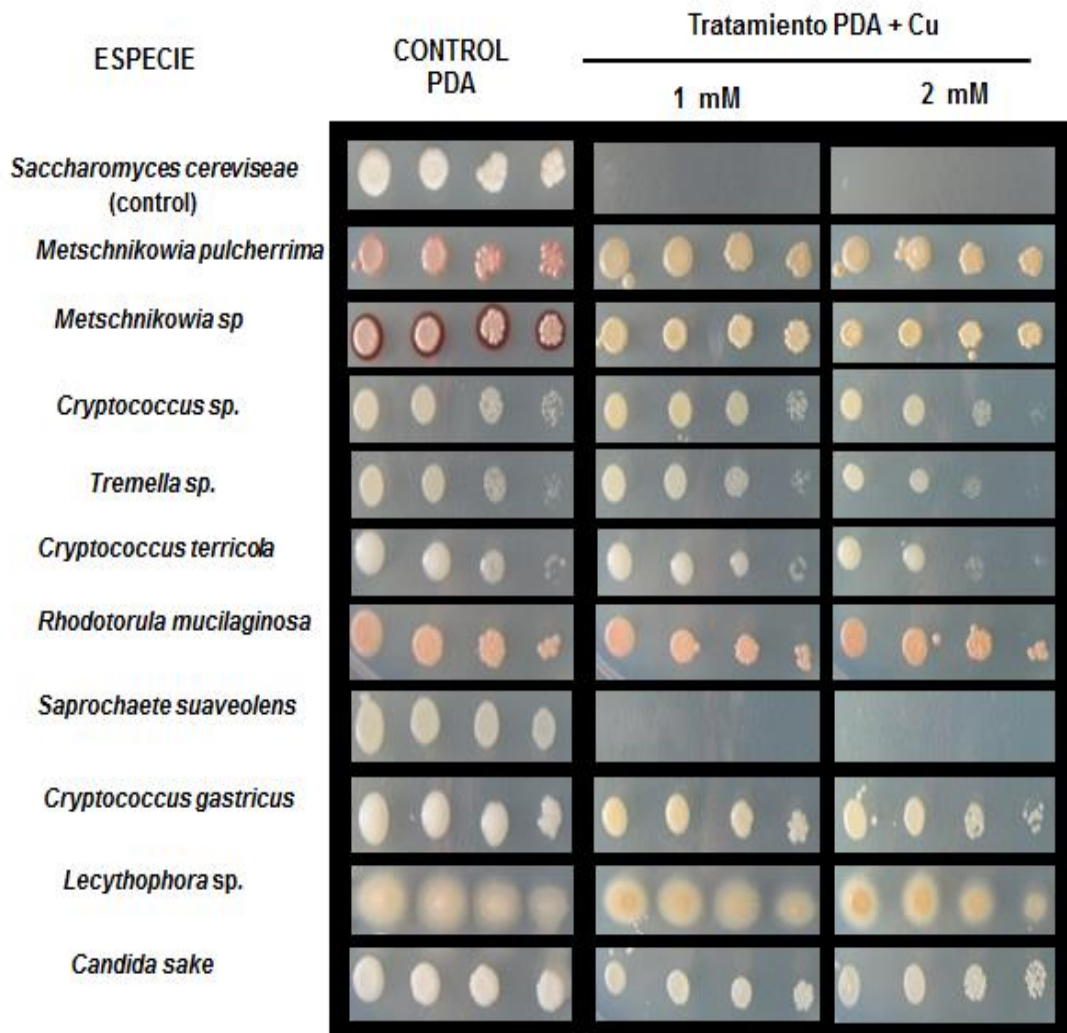 ESPECIE
CONTROL
PDA
Tratamiento PDA + Cu
1 mM
2 mM
Saccharomyces cereviseae
(control)
Metschnikowia pulcherrima
Metschnikowia sp
Cryptococcus sp.
Tremella sp.
Cryptococcus terricola
Rhodotorula mucilaginosa
Saprochaete suaveolens
Cryptococcus gastricus
Lecythophora sp.
Candida sake